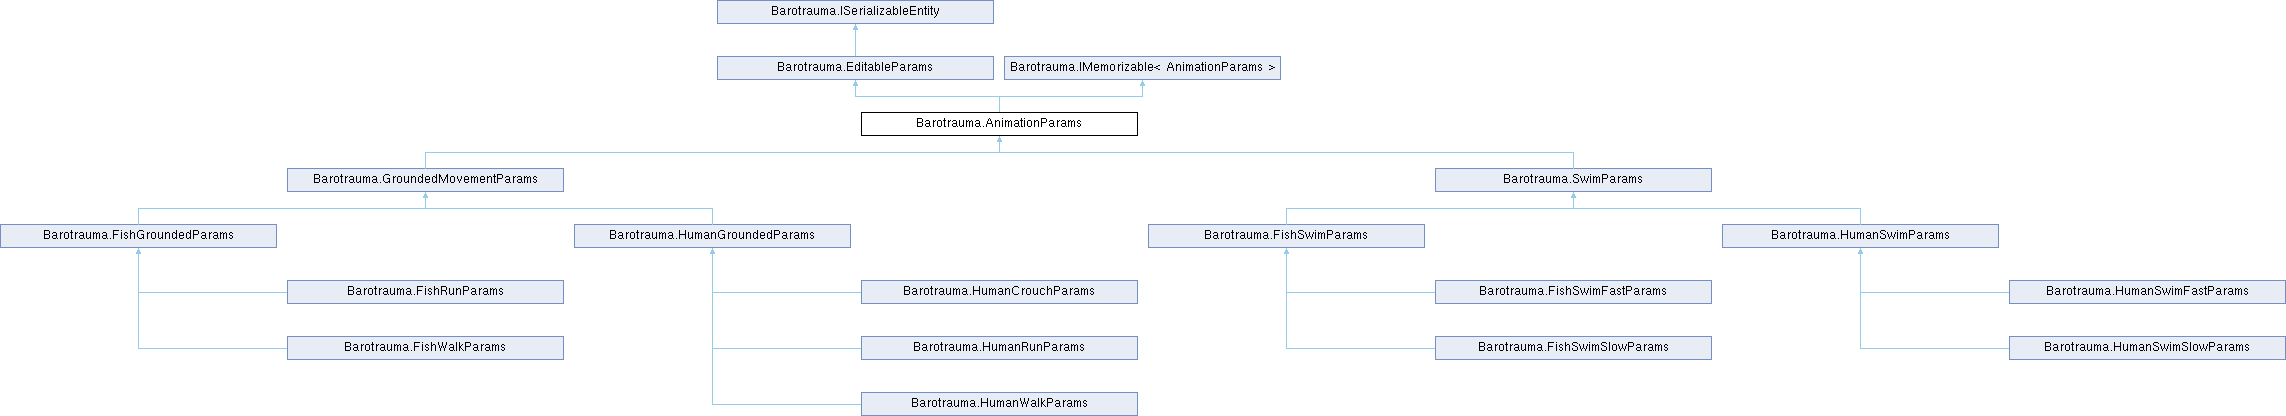 Barotrauma.ISerializableEntity
Barotrauma.EditableParams
Barotrauma.IMemorizable< AnimationParams >
Barotrauma.AnimationParams
Barotrauma.GroundedMovementParams
Barotrauma.SwimParams
Barotrauma.FishGroundedParams
Barotrauma.HumanGroundedParams
Barotrauma.FishSwimParams
Barotrauma.HumanSwimParams
Barotrauma.FishRunParams
Barotrauma.HumanCrouchParams
Barotrauma.FishSwimFastParams
Barotrauma.HumanSwimFastParams
Barotrauma.FishWalkParams
Barotrauma.HumanRunParams
Barotrauma.FishSwimSlowParams
Barotrauma.HumanSwimSlowParams
Barotrauma.HumanWalkParams